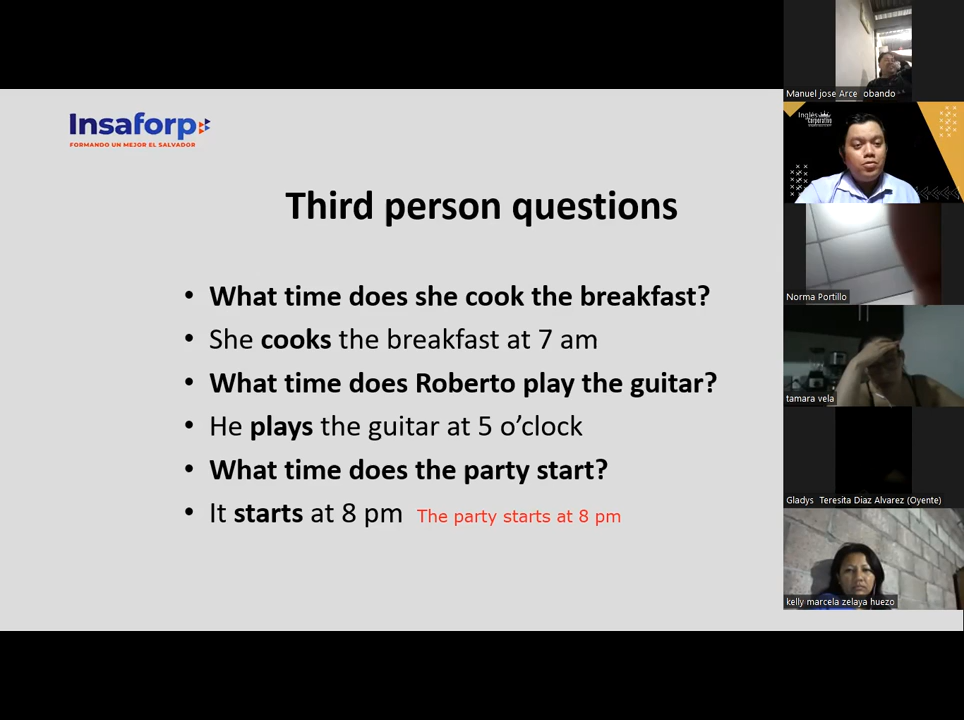 Insaforp
FORMANDO UN MEJOR EL SALVADOR
Third person questions
• What time does she cook the breakfast?
• She cooks the breakfast at 7 am
• What time does Roberto play the guitar?
• He plays the guitar at 5 o’clock
• What time does the party start?
• It starts at 8 pm The party starts at 8 pm
Manuel jose Arce obando
Inglés
corporativo
Norma Portillo
tamara vela
Gladys Teresita Diaz Alvarez (Oyente)
kelly marcela zelaya huezo